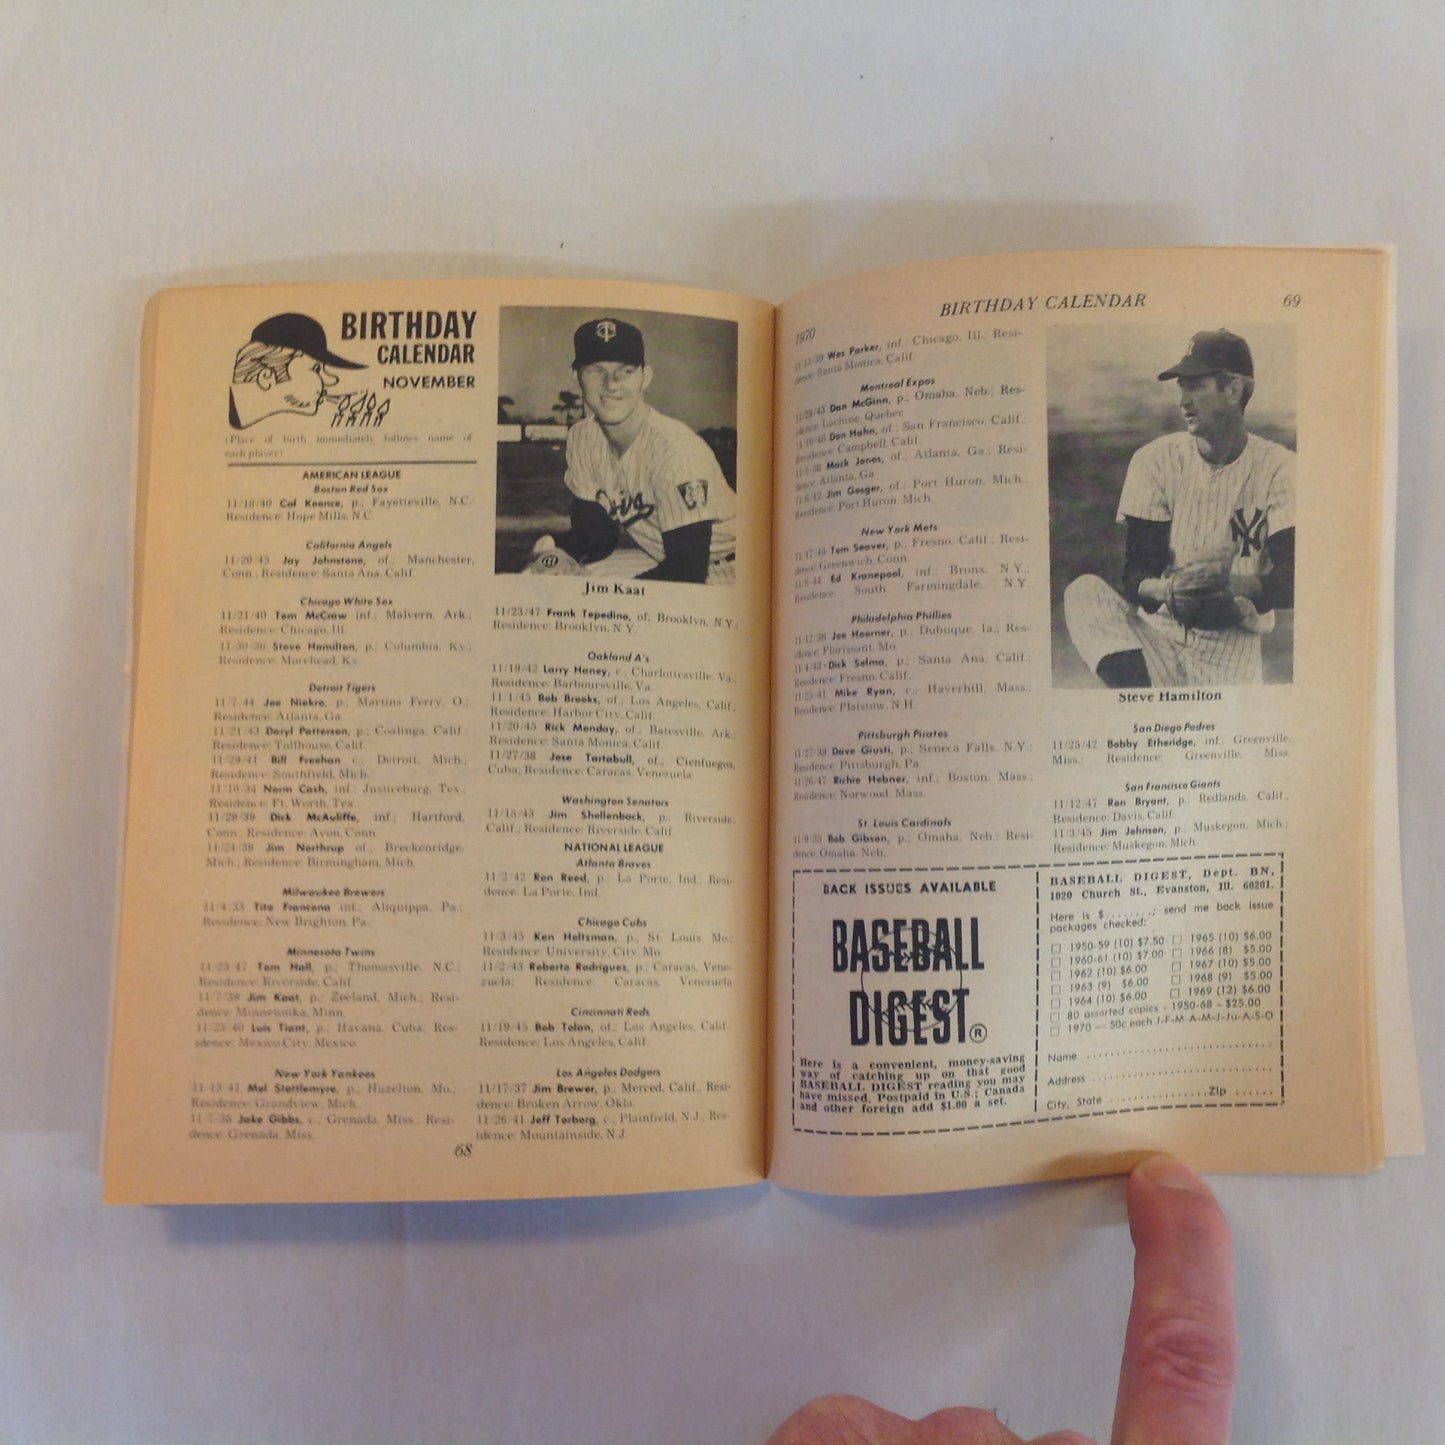 BIRTHDAY
CALENDAR
NOVEMBER
(Place of birth immediately follows name of
each player)
AMERICAN LEAGUE
Boston Red Sox
11/18/40 Cal Koonce, p.; Fayetteville, N.C.;
Residence: Hope Mills, N.C.
California Angels
11/20/45 Jay Johnstone, of.; Manchester,
Conn.; Residence: Santa Ana, Calif.
Chicago White Sox
11/21/40 Tom McCraw inf.; Malvern, Ark.;
Residence: Chicago, Ill.
11/30/36 Steve Hamilton, p.; Columbia, Ky.;
Residence: Morehead, Ky.
Detroit Tigers
11/7/44 Joe Niekro, p.; Martins Ferry, O.;
Residence: Atlanta, Ga.
11/21/43 Daryl Patterson, p.; Coalinga, Calif.;
Residence: Tollhouse, Calif.
11/29/41 Bill Freehan c.; Detroit, Mich.;
Residence: Southfield, Mich.
11/10/34 Norm Cash, inf.; Justiceburg, Tex.;
Residence: Ft. Worth, Tex.
11/29/39 Dick McAuliffe, inf.; Hartford,
Conn. Residence: Avon, Conn.
11/24/39 Jim Northrup of.; Breckenridge,
Mich.; Residence: Birmingham, Mich.
Milwaukee Brewers
11/4/33 Tito Francona inf.; Aliquippa, Pa.;
Residence: New Brighton, Pa.
Minnesota Twins
11/23/47 Tom Hall, p.; Thomasville, N.C.;
Residence: Riverside, Calif.
11/7/38 Jim Kaat, p.; Zeeland, Mich.; Resi-
dence: Minnetonka, Minn.
11/23/40 Luis Tiant, p.; Havana, Cuba; Res-
idence: Mexico City, Mexico.
New York Yankees
11/13/41 Mel Stottlemyre, p.; Huzelton, Mo.;
Residence: Grandview, Mich.
11/7/38 Jake Gibbs, c.; Grenada, Miss.; Resi-
dence: Grenada, Miss.
68
Jim Kaat
11/23/47 Frank Tepedino, of; Brooklyn, N.Y.;
Residence: Brooklyn, N.Y.
Oakland A's
11/19/42 Larry Haney, c.; Charlottesville, Va.;
Residence: Barboursville, Va.
11/1/45 Bob Brooks, of.; Los Angeles, Calif.;
Residence: Harbor City, Calif.
11/20/45 Rick Monday, of.; Batesville, Ark.;
Residence: Santa Monica, Calif.
11/27/38 Jose Tartabull, of.; Cienfuegos,
Cuba; Residence: Caracas, Venezuela
Washington Senators
11/18/43 Jim Shellenback, p.; Riverside,
Calif.; Residence: Riverside, Calif.
NATIONAL LEAGUE
Atlanta Braves
11/2/42 Ron Reed, p.; La Porte, Ind.; Resi-
dence: La Porte, Ind.
Chicago Cubs
11/3/45 Ken Holtzman, p.; St. Louis, Mo.;
Residence: University, City, Mo.
11/2/43 Roberto Rodriguez, p.; Caracas, Vene-
zuela; Residence: Caracas, Venezuela
Cincinnati Reds
11/19/45 Bob Tolan, of.; Los Angeles, Calif.;
Residence: Los Angeles, Calif.
Los Angeles Dodgers
11/17/37 Jim Brewer, p.; Merced, Calif.; Resi-
dence: Broken Arrow, Okla.
11/26/41 Jeff Torborg, c.; Plainfield, N.J.; Res-
idence: Mountainside, N.J.
BIRTHDAY CALENDAR
69
1970
11/13/39 Wes Parker, inf.; Chicago, Ill.; Resi-
dence: Santa Monica, Calif.
Montreal Expos
11/29/43 Dan McGinn, p.; Omaha, Neb.; Res-
idence: Lachine, Quebec
11/16/48 Don Hahn, of.; San Francisco, Calif.;
Residence: Campbell, Calif.
11/6/38 Mack Jones, of.; Atlanta, Ga.; Resi-
dence: Atlanta, Ga.
11/6/42 Jim Gosger, of.; Port Huron, Mich.;
Residence: Port Huron, Mich.
New York Mets
11/17/44 Tom Seaver, p.; Fresno, Calif.; Resi-
dence: Greenwich, Conn.
11/8/44 Ed Kranepool, inf.; Bronx, N.Y.;
Residence: South Farmingdale, N.Y.
Philadelphia Phillies
11/12/36 Joe Hoerner, p.; Dubuque, Ia.; Res-
idence: Florissant, Mo.
11/4/43 Dick Selma, p.; Santa Ana, Calif.;
Residence: Fresno, Calif.
11/25/41 Mike Ryan, c., Haverhill, Mass.;
Residence: Plaistow, N.H.
Pittsburgh Pirates
11/27/39 Dave Giusti, p.; Seneca Falls, N.Y.;
Residence: Pittsburgh, Pa.
11/26/47 Richie Hebner, inf.; Boston, Mass.;
Residence: Norwood, Mass.
St. Louis Cardinals
11/9/35 Bob Gibson, p.; Omaha, Neb.; Resi-
dence: Omaha, Neb.
Steve Hamilton
San Diego Padres
11/25/42 Bobby Etheridge, inf., Greenville,
Miss.; Residence: Greenville, Miss.
San Francisco Giants
11/12/47 Ron Bryant, p.; Redlands, Calif.;
Residence: Davis, Calif.
11/3/45 Jim Johnson, p.; Muskegon, Mich.;
Residence: Muskegon, Mich.
BACK ISSUES AVAILABLE
BASEBALL
DIGEST®
Here is a convenient, money-saving
way of catching up on that good
BASEBALL DIGEST reading you may
have missed. Postpaid in U.S.; Canada
and other foreign add $1.00 a set.
BASEBALL DIGEST, Dept. BN,
1020 Church St., Evanston, Ill. 60201.
Here is $........; send me back issue
packages checked:
1950-59 (10) $7.50 1965 (10) $6.00
1960-61 (10) $7.00 1966 (8) $5.00
1962 (10) $6.00 1967 (10) $5.00
1963 (9) $6.00 1968 (9) $5.00
1964 (10) $6.00 1969 (12) $6.00
80 assorted copies - 1950-68 - $25.00
1970 — 50c each J-F-M-A-M-J-Ju-A-S-O
Name
Address
City, State Zip